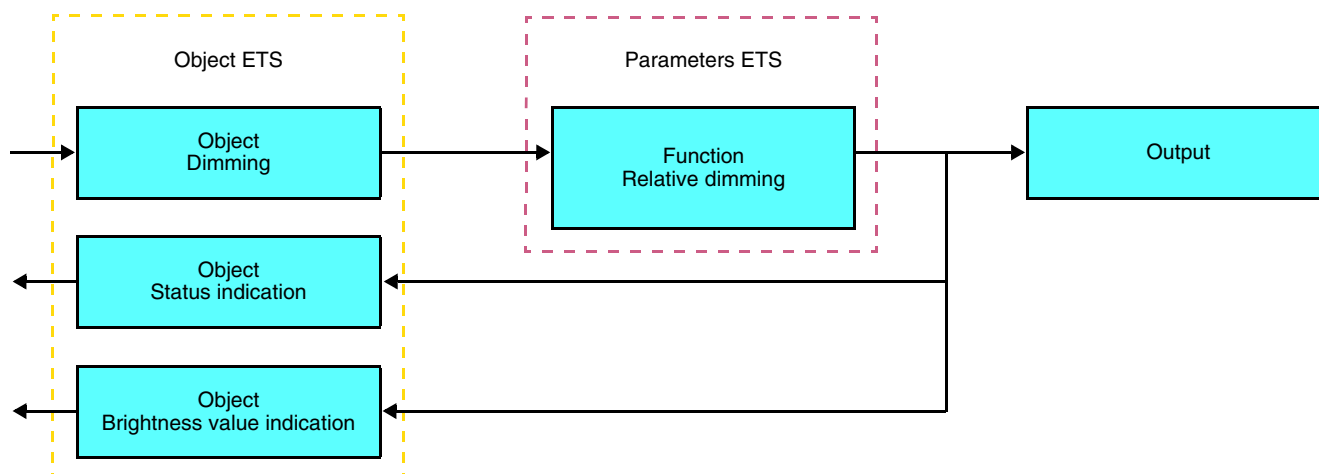 Object ETS
Parameters ETS
Object
Dimming
Function
Relative dimming
Output
Object
Status indication
Object
Brightness value indication